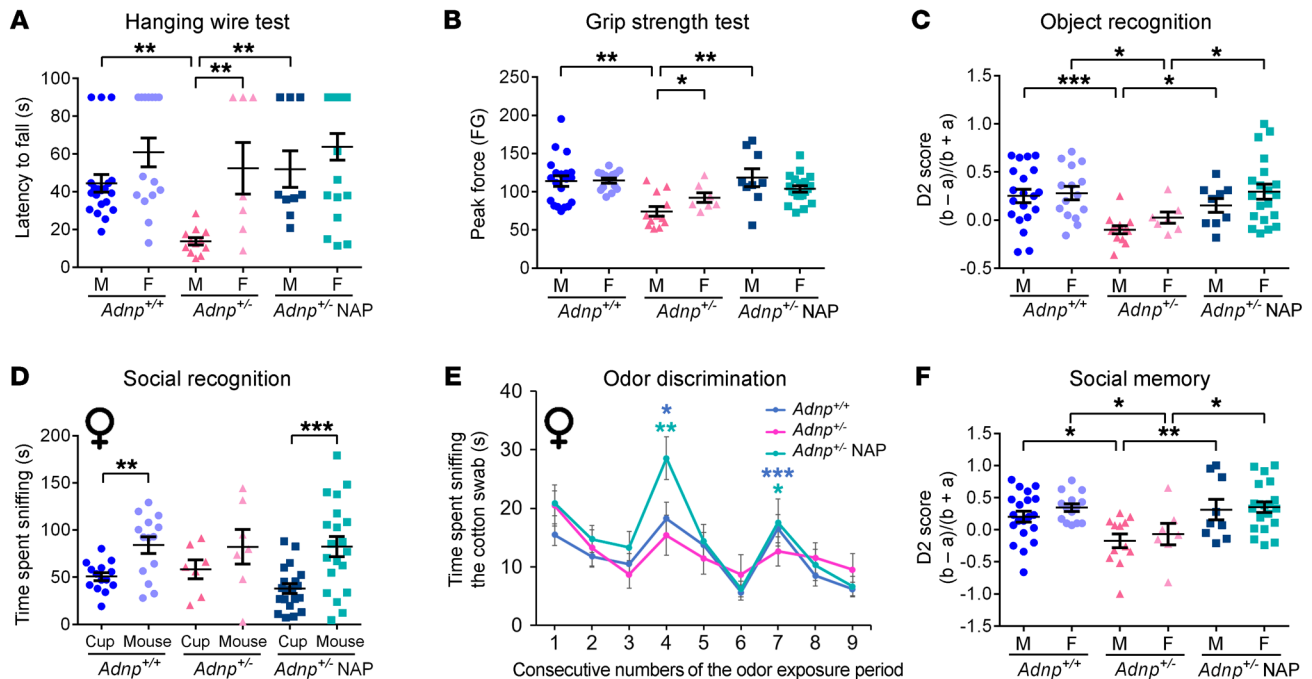 A Hanging wire test
** **
**
Latency to fall (s)
100
80
60
40
20
0
M F M F M F
Adnp+/+ Adnp+/- Adnp+/- NAP
B Grip strength test
** **
*
Peak force (FG)
250
200
150
100
50
0
M F M F M F
Adnp+/+ Adnp+/- Adnp+/- NAP
C Object recognition
* *
*** *
D2 score
(b – a)/(b + a)
1.5
1.0
0.5
0.0
-0.5
M F M F M F
Adnp+/+ Adnp+/- Adnp+/- NAP
D Social recognition
♀
** ***
Time spent sniffing (s)
200
150
100
50
0
Cup Mouse Cup Mouse Cup Mouse
Adnp+/+ Adnp+/- Adnp+/- NAP
E Odor discrimination
♀
Adnp+/+
Adnp+/-
Adnp+/- NAP
*
**
***
*
Time spent sniffing
the cotton swab (s)
40
30
20
10
0
1 2 3 4 5 6 7 8 9
Consecutive numbers of the odor exposure period
F Social memory
* *
* **
D2 score
(b – a)/(b + a)
1.5
1.0
0.5
0.0
-0.5
-1.0
-1.5
M F M F M F
Adnp+/+ Adnp+/- Adnp+/- NAP